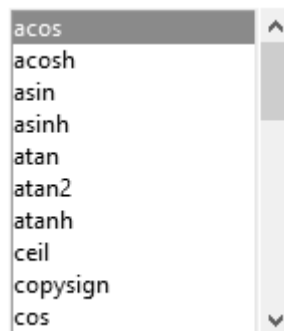 acos
acosh
asin
asinh
atan
atan2
atanh
ceil
copysign
cos